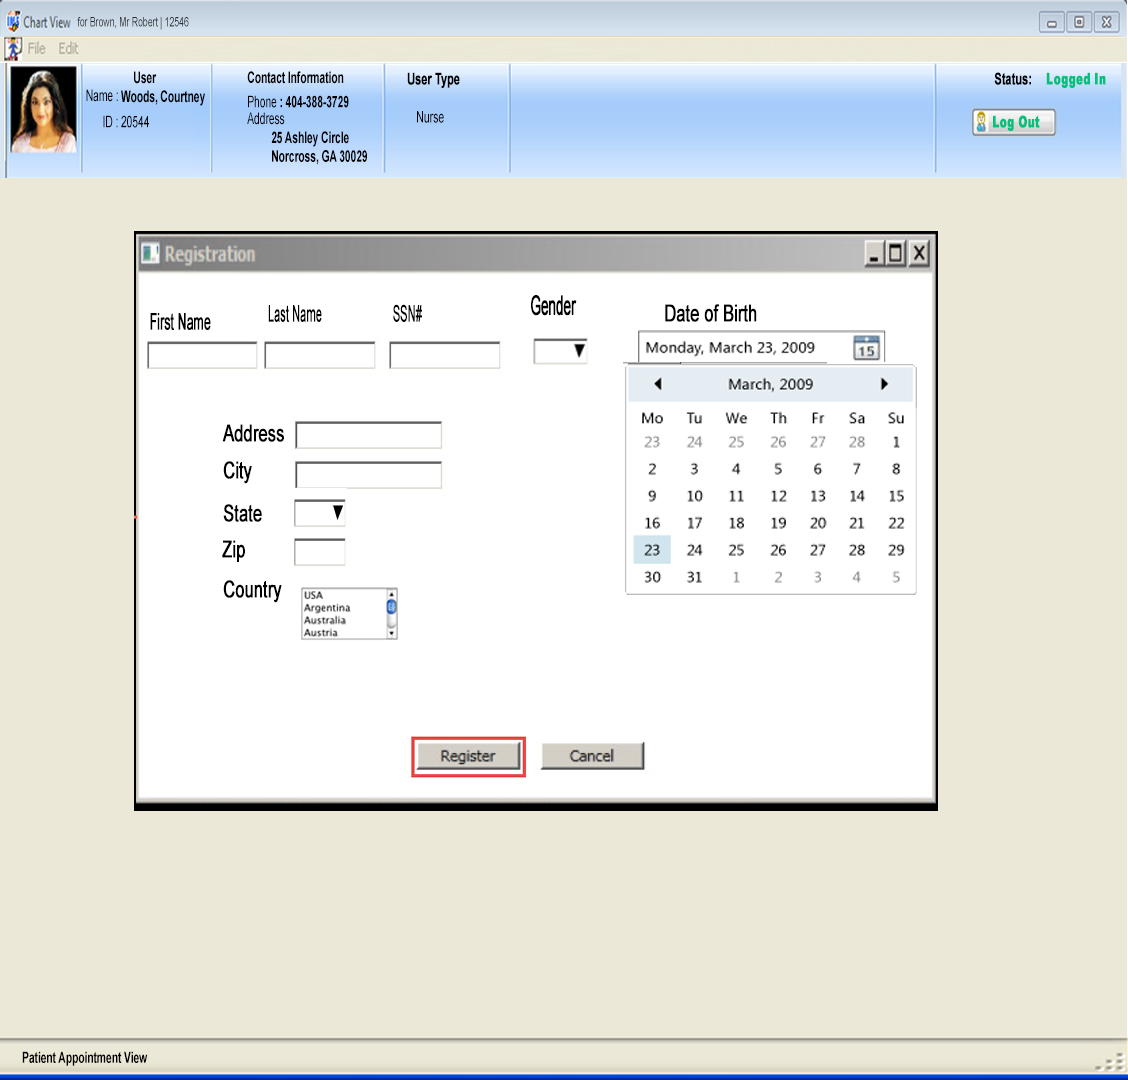 Chart View for Brown, Mr Robert | 12546
File Edit
User
Name : Woods, Courtney
ID : 20544
Contact Information
Phone : 404-388-3729
Address
25 Ashley Circle
Norcross, GA 30029
User Type
Nurse
Status: Logged In
Log Out
Registration
First Name
Last Name
SSN#
Gender
Date of Birth
Monday, March 23, 2009
15
March, 2009
Mo Tu We Th Fr Sa Su
23 24 25 26 27 28 1
2 3 4 5 6 7 8
9 10 11 12 13 14 15
16 17 18 19 20 21 22
23 24 25 26 27 28 29
30 31 1 2 3 4 5
Address
City
State
Zip
Country
USA
Argentina
Australia
Austria
Register
Cancel
Patient Appointment View